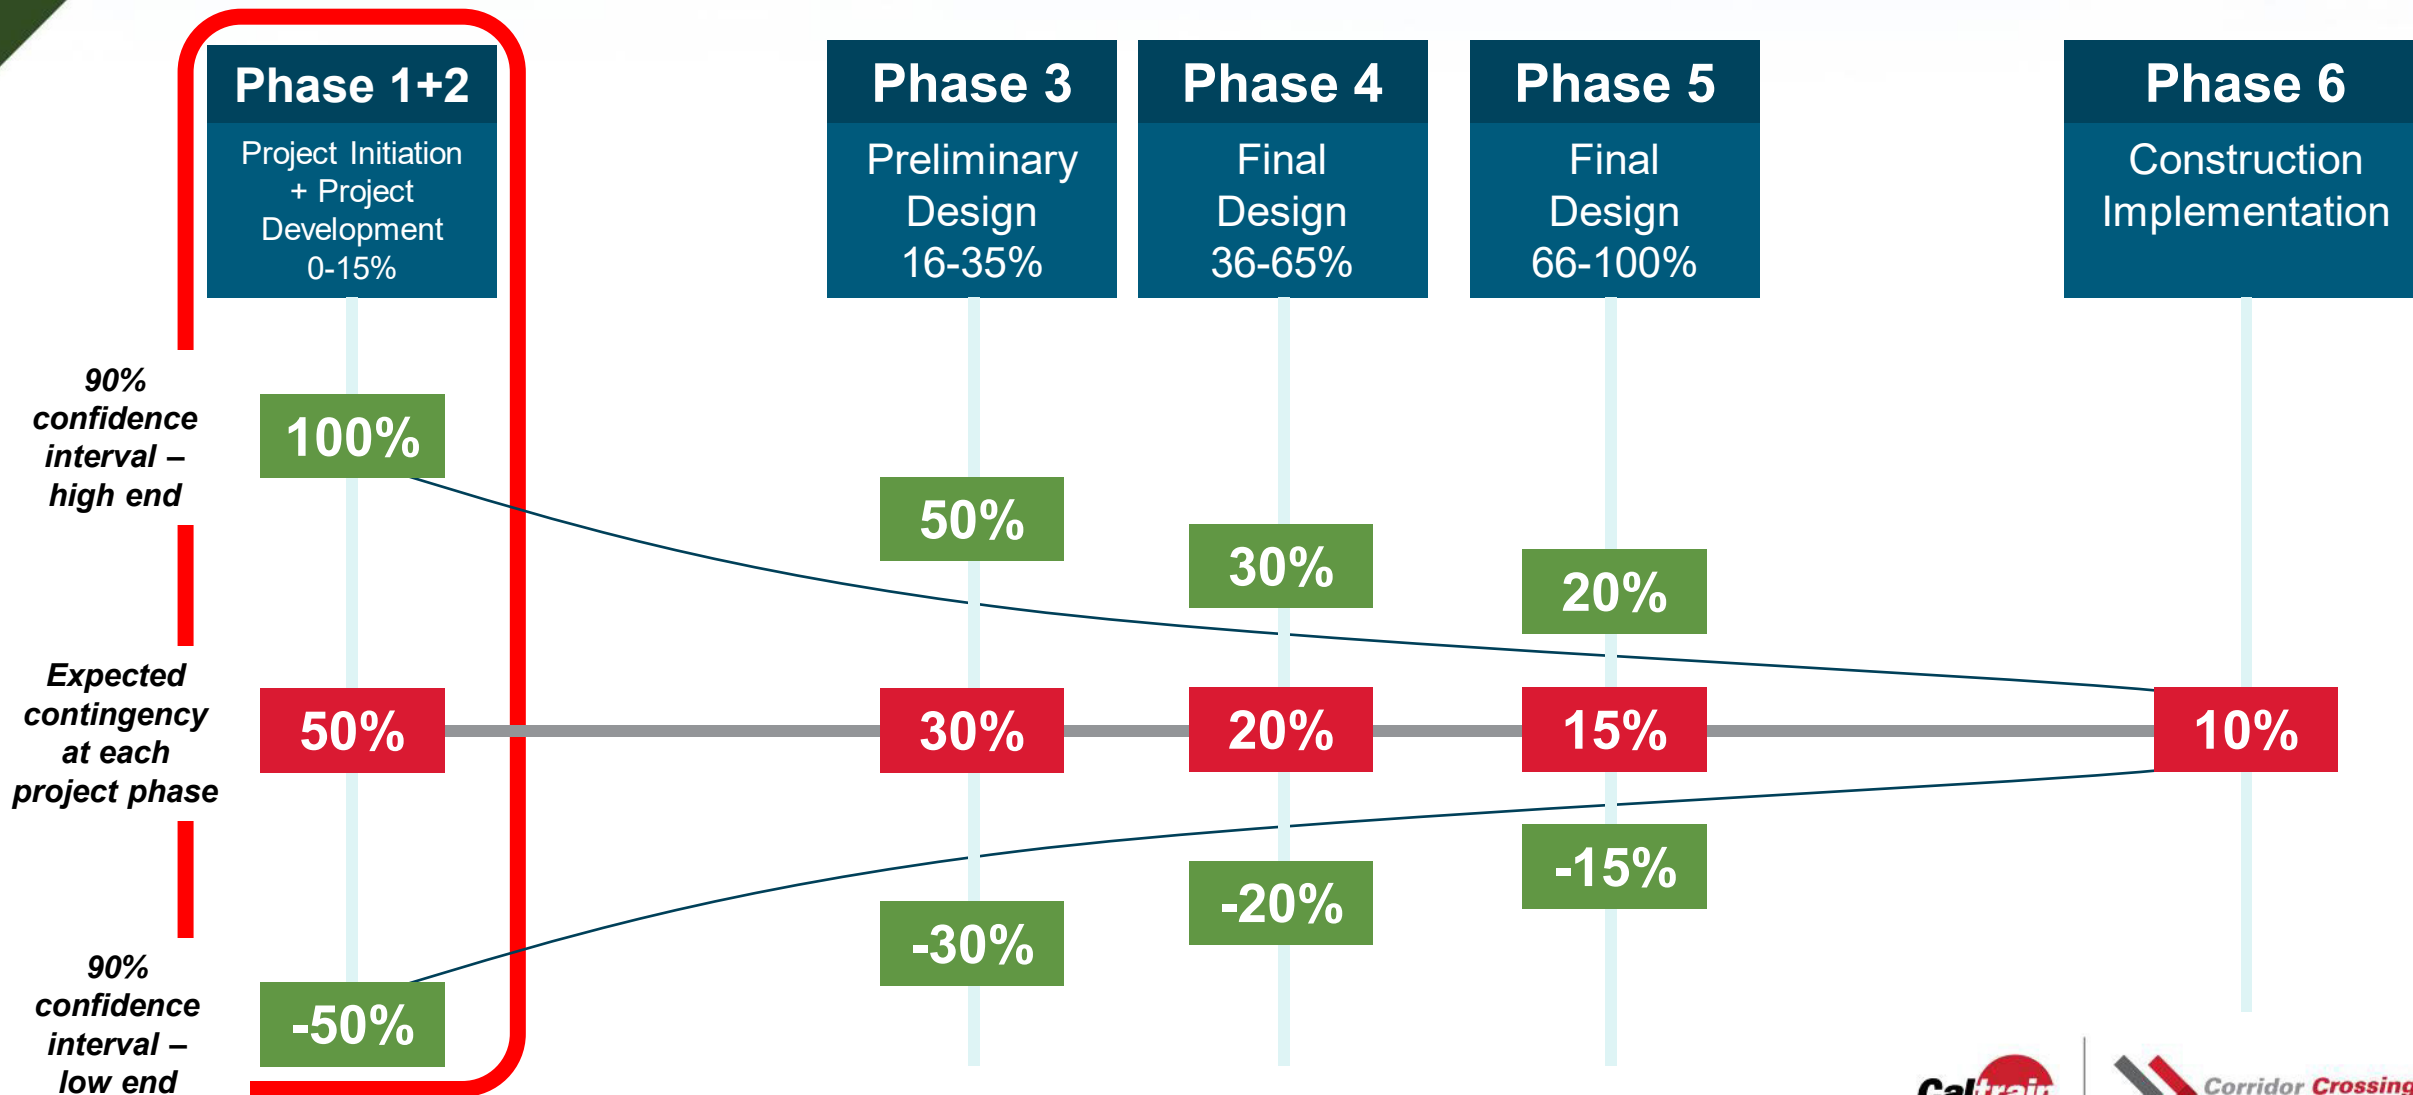 Phase 1+2
Project Initiation
+ Project
Development
0-15%
Phase 3
Preliminary
Design
16-35%
Phase 4
Final
Design
36-65%
Phase 5
Final
Design
66-100%
Phase 6
Construction
Implementation
90%
confidence
interval –
high end
100%
50%
30%
20%
Expected
contingency
at each
project phase
50%
30%
20%
15%
10%
90%
confidence
interval –
low end
-50%
-30%
-20%
-15%
Caltrain
Corridor Crossing